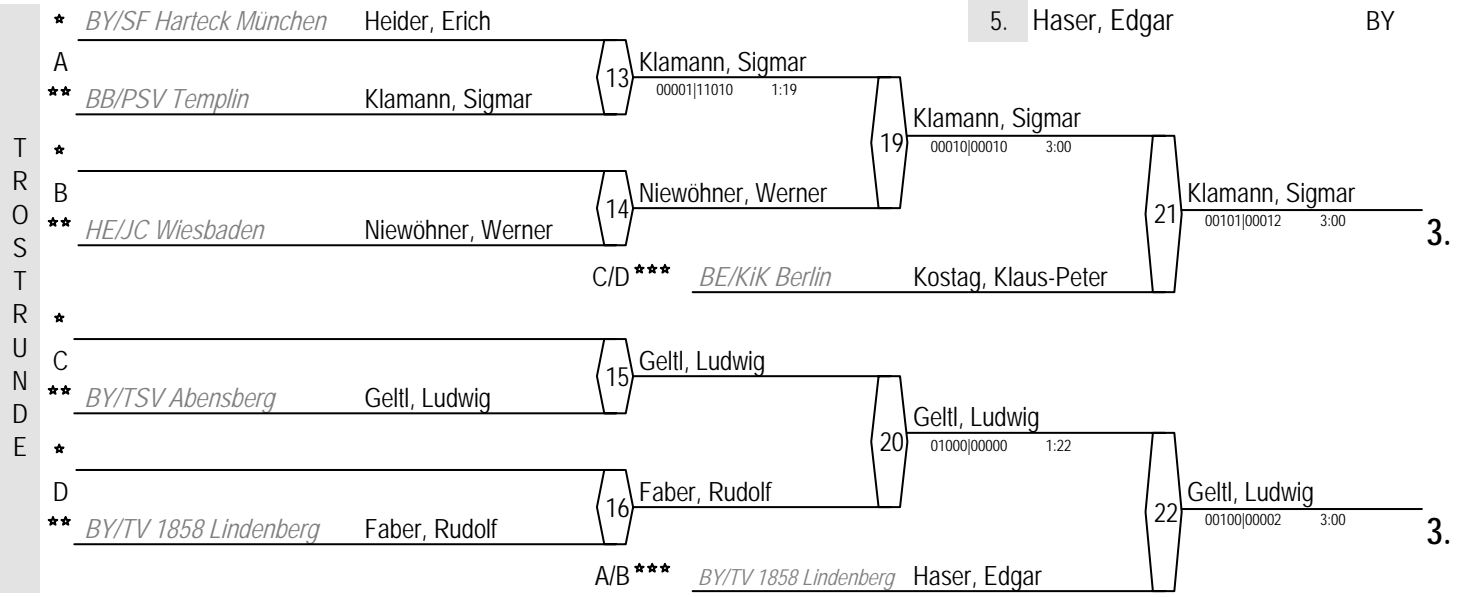 TROSTRUNDE
★ BY/SF Harteck München Heider, Erich
5. Haser, Edgar BY
A
13 Klamann, Sigmar
00001|11010 1:19
★★ BB/PSV Templin Klamann, Sigmar
19 Klamann, Sigmar
00010|00010 3:00
★
B
14 Niewöhner, Werner
★★ HE/JC Wiesbaden Niewöhner, Werner
21 Klamann, Sigmar
00101|00012 3:00
3.
C/D ★★★ BE/KiK Berlin Kostag, Klaus-Peter
★
C
15 Geltl, Ludwig
★★ BY/TSV Abensberg Geltl, Ludwig
20 Geltl, Ludwig
01000|00000 1:22
★
D
16 Faber, Rudolf
★★ BY/TV 1858 Lindenberg Faber, Rudolf
22 Geltl, Ludwig
00100|00002 3:00
3.
A/B ★★★ BY/TV 1858 Lindenberg Haser, Edgar